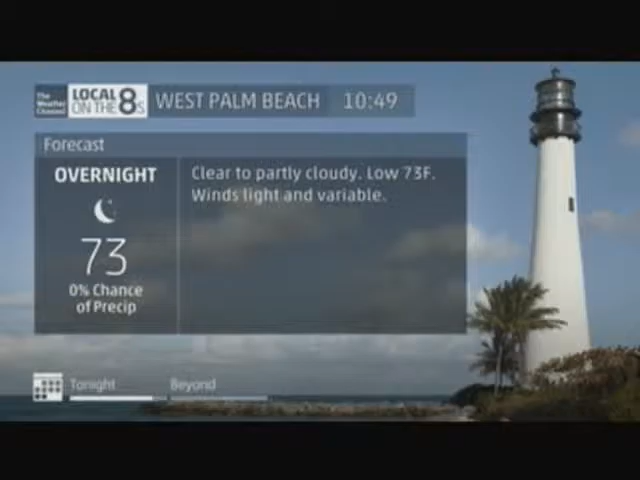 The Weather Channel
LOCAL ON THE 8s
WEST PALM BEACH 10:49
Forecast
OVERNIGHT
73
0% Chance
of Precip
Clear to partly cloudy. Low 73F.
Winds light and variable.
Tonight Beyond